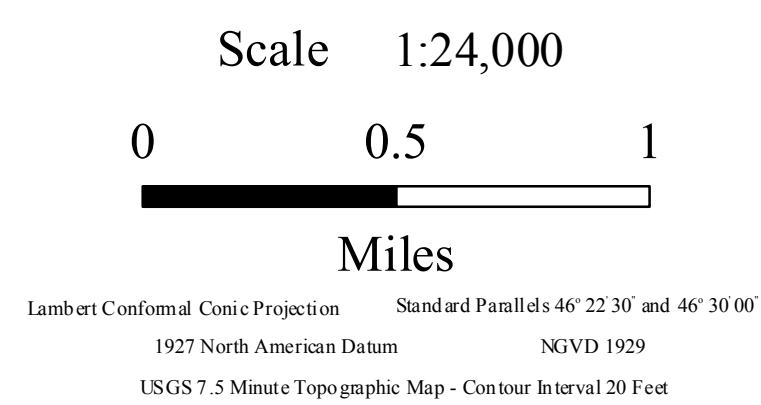 Scale 1:24,000
0 0.5 1
Miles
Lambert Conformal Conic Projection Standard Parallels 46° 22' 30" and 46° 30' 00"
1927 North American Datum NGVD 1929
USGS 7.5 Minute Topographic Map - Contour Interval 20 Feet